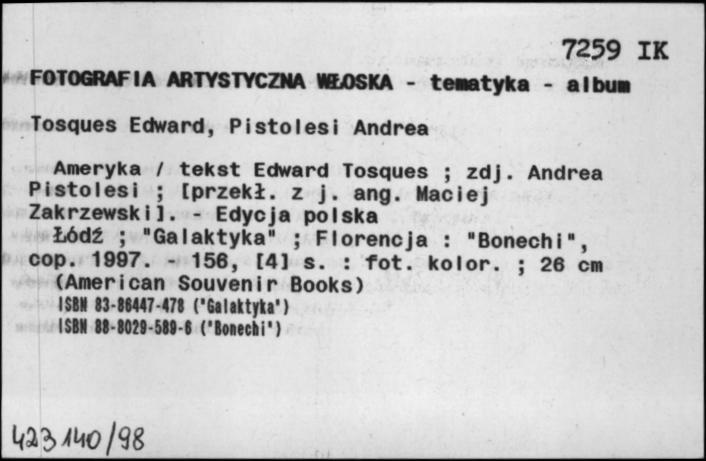 7259 IK
FOTOGRAFIA ARTYSTYCZNA WŁOSKA - tematyka - album
Tosques Edward, Pistolesi Andrea
Ameryka / tekst Edward Tosques ; zdj. Andrea
Pistolesi ; [przekł. z j. ang. Maciej
Zakrzewski]. - Edycja polska
Łódź ; "Galaktyka" ; Florencja : "Bonechi",
cop. 1997. - 156, [4] s. : fot. kolor. ; 26 cm
(American Souvenir Books)
ISBN 83-86447-478 ("Galaktyka")
ISBN 88-8029-589-6 ("Bonechi")
423 140/98